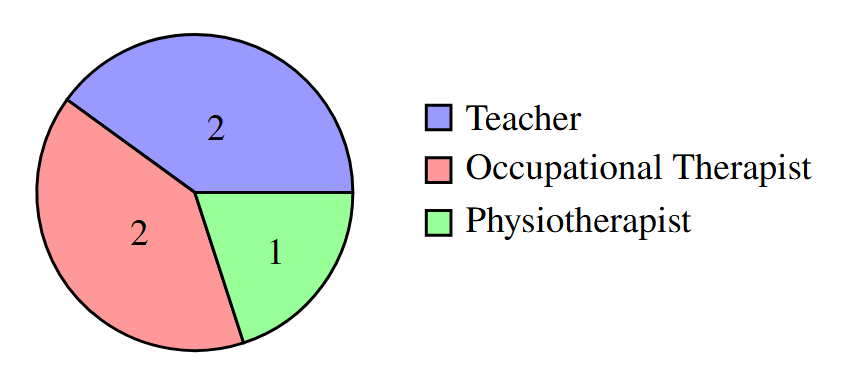 2
Teacher
Occupational Therapist
2
1
Physiotherapist